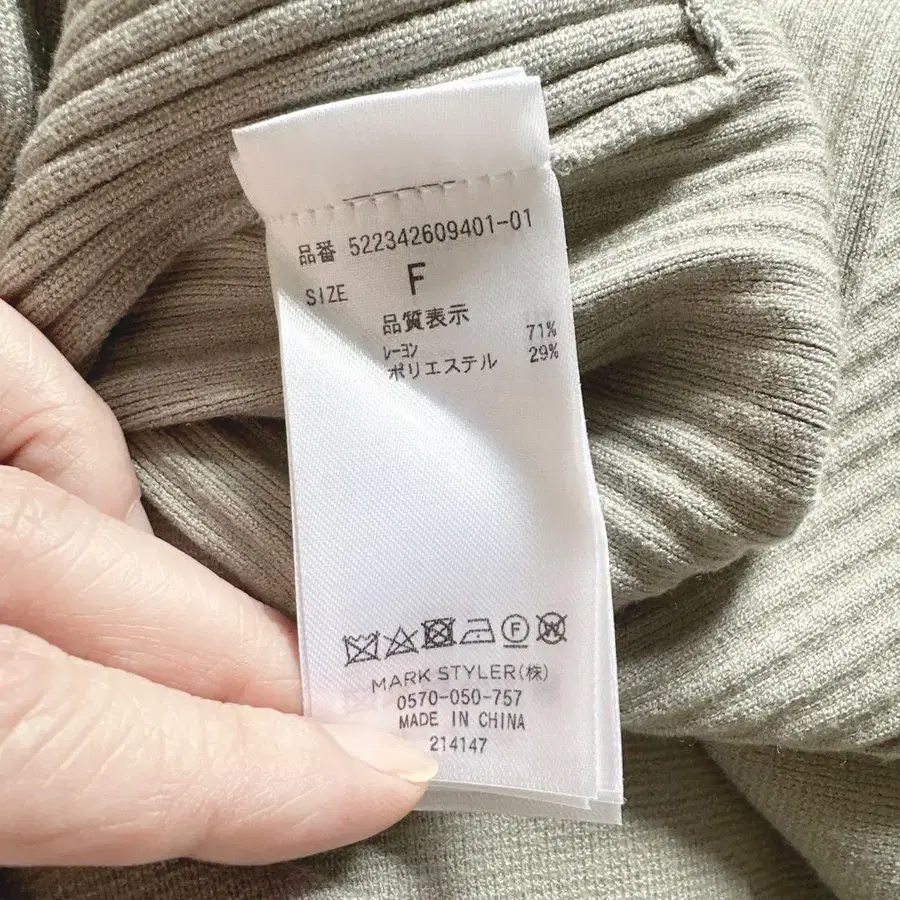 品番 522342609401-01
SIZE F
品質表示
レーヨン 71%
ポリエステル 29%
F W
MARK STYLER(株)
0570-050-757
MADE IN CHINA
214147